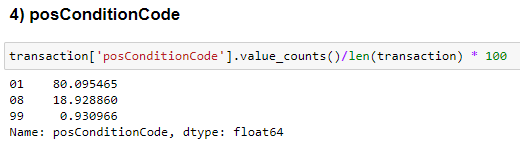 4) posConditionCode
transaction['posConditionCode'].value_counts()/len(transaction) * 100
01    80.095465
08    18.928860
99     0.930966
Name: posConditionCode, dtype: float64